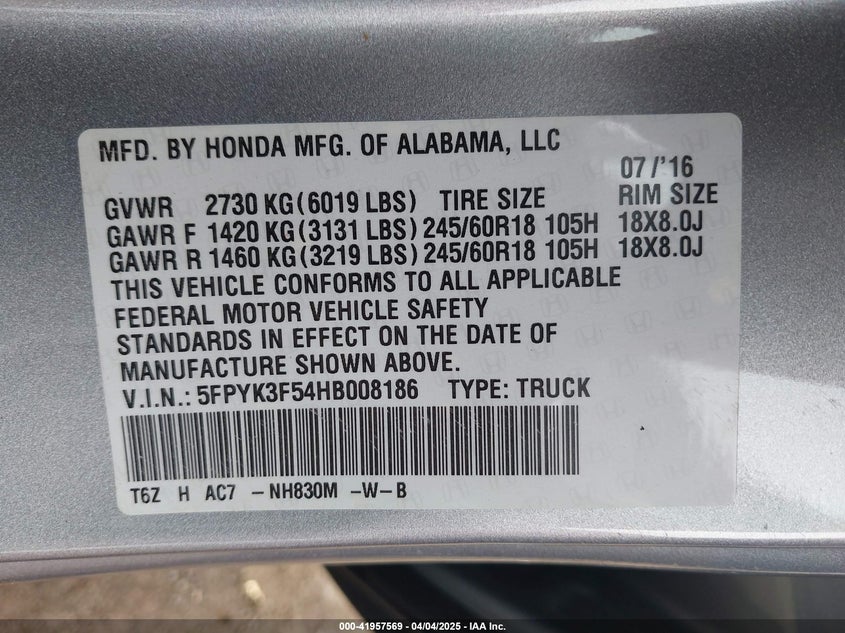 MFD. BY HONDA MFG. OF ALABAMA, LLC
07/'16
GVWR 2730 KG(6019 LBS) TIRE SIZE RIM SIZE
GAWR F 1420 KG(3131 LBS) 245/60R18 105H 18X8.0J
GAWR R 1460 KG(3219 LBS) 245/60R18 105H 18X8.0J
THIS VEHICLE CONFORMS TO ALL APPLICABLE
FEDERAL MOTOR VEHICLE SAFETY
STANDARDS IN EFFECT ON THE DATE OF
MANUFACTURE SHOWN ABOVE.
V.I.N.: 5FPYK3F54HB008186 TYPE: TRUCK
T6Z H AC7 -NH830M -W-B
000-41957569 - 04/04/2025 - IAA Inc.